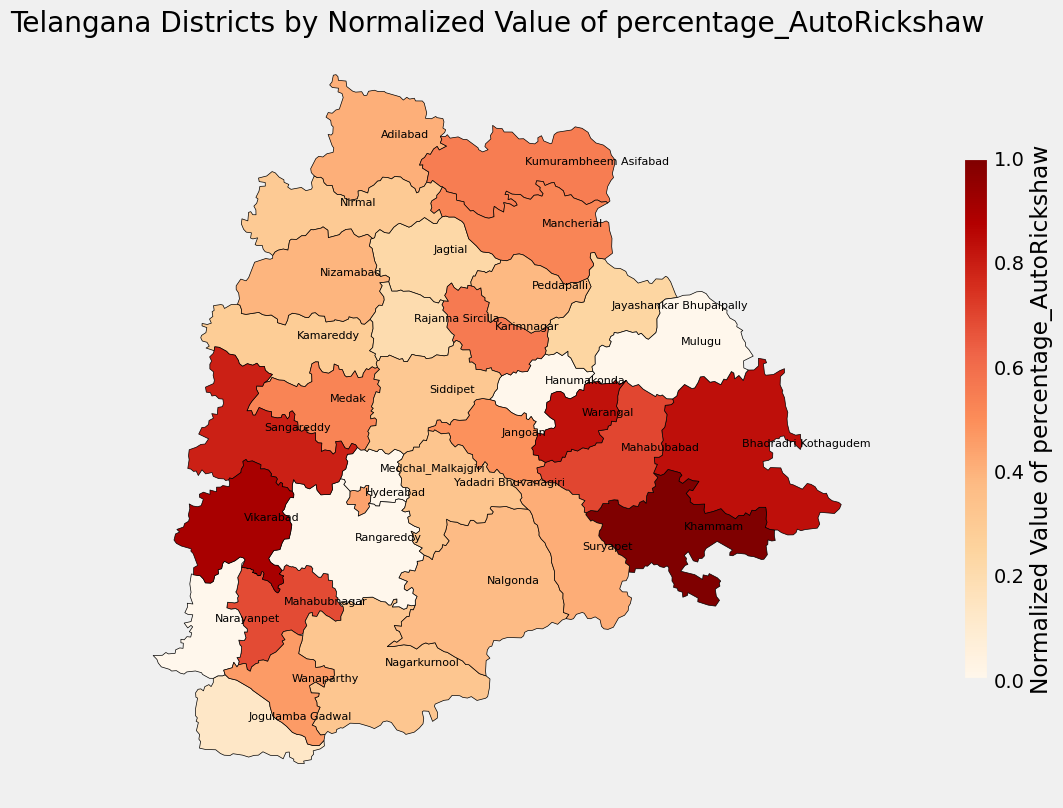 Telangana Districts by Normalized Value of percentage_AutoRickshaw
Adilabad
Kumurambheem Asifabad
Nirmal
Mancherial
Jagtial
Nizamabad
Peddapalli
Jayashankar Bhupalpally
Rajanna Sircilla
Karimnagar
Kamareddy
Mulugu
Hanumakonda
Siddipet
Medak
Warangal
Sangareddy
Jangoan
Bhadradri Kothagudem
Mahabubabad
Medchal_Malkajgiri
Yadadri Bhuvanagiri
Hyderabad
Vikarabad
Khammam
Rangareddy
Suryapet
Nalgonda
Mahabubnagar
Narayanpet
Nagarkurnool
Wanaparthy
Jogulamba Gadwal
1.0
0.8
0.6
0.4
0.2
0.0
Normalized Value of percentage_AutoRickshaw